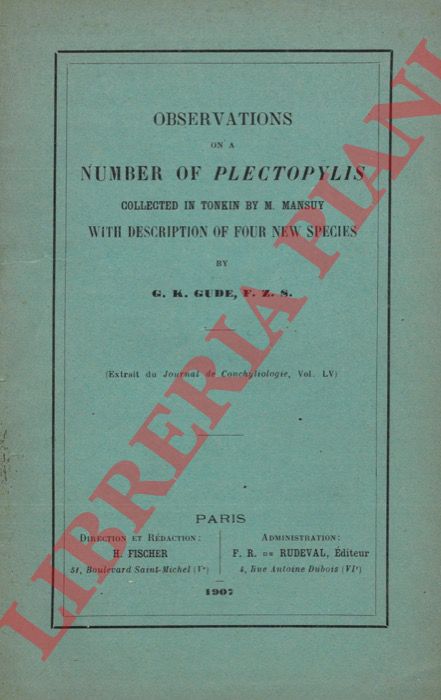 OBSERVATIONS
ON A
NUMBER OF PLECTOPYLIS
COLLECTED IN TONKIN BY M. MANSUY
WITH DESCRIPTION OF FOUR NEW SPECIES
BY
G. K. GUDE, F. Z. S.
(Extrait du Journal de Conchyliologie, Vol. LV)
PARIS
DIRECTION ET RÉDACTION:
H. FISCHER
51, Boulevard Saint-Michel (Ve)
ADMINISTRATION:
F. R. DE RUDEVAL, Éditeur
4, Rue Antoine Dubois (VIe)
1907
LIBRERIA PIANI